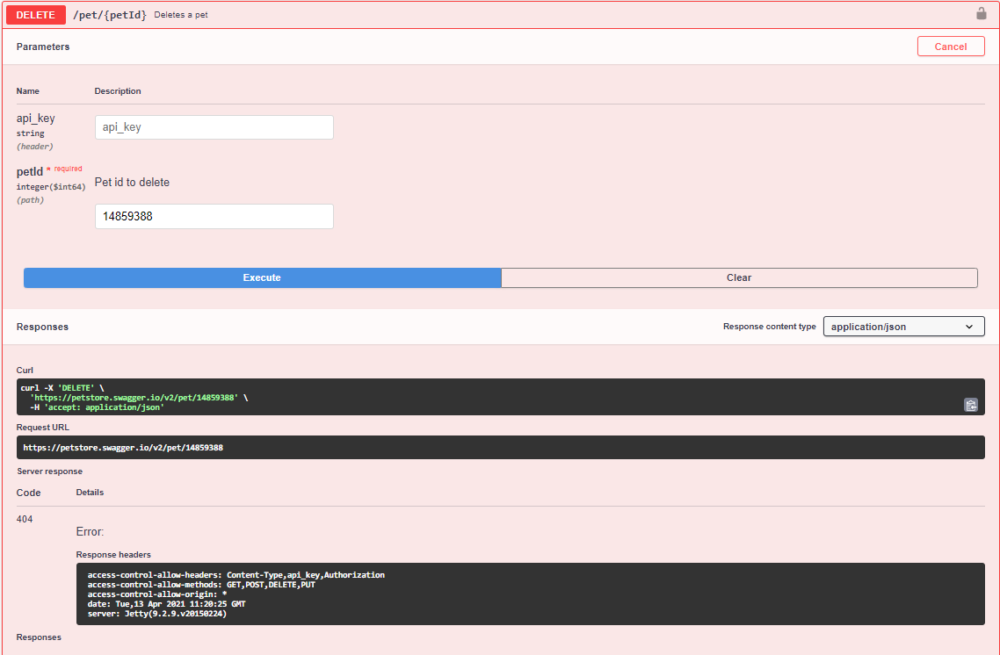 DELETE /pet/{petId} Deletes a pet
Parameters
Cancel
Name Description
api_key
string
(header)
api_key
petId * required
integer($int64)
(path)
Pet id to delete
14859388
Execute Clear
Responses
Response content type application/json
Curl
curl -X 'DELETE' \
'https://petstore.swagger.io/v2/pet/14859388' \
-H 'accept: application/json'
Request URL
https://petstore.swagger.io/v2/pet/14859388
Server response
Code Details
404
Error:
Response headers
access-control-allow-headers: Content-Type,api_key,Authorization
access-control-allow-methods: GET,POST,DELETE,PUT
access-control-allow-origin: *
date: Tue,13 Apr 2021 11:20:25 GMT
server: Jetty(9.2.9.v20150224)
Responses